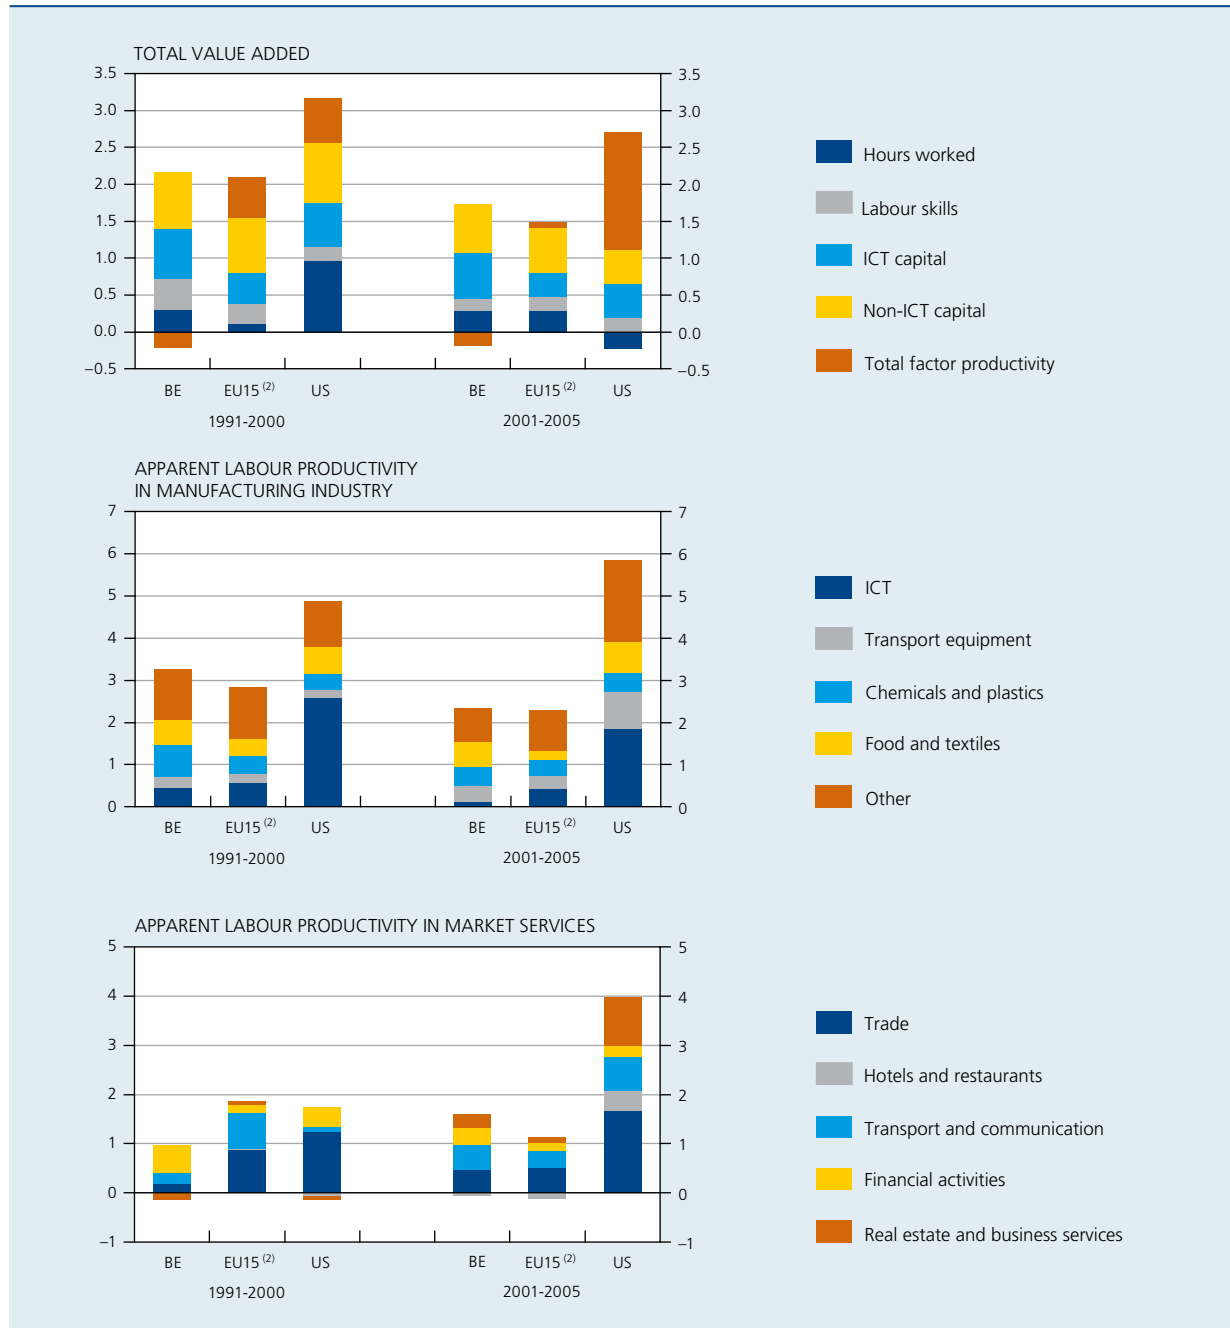 TOTAL VALUE ADDED
3.5 3.5
3.0 3.0
2.5 2.5
2.0 2.0
1.5 1.5
1.0 1.0
0.5 0.5
0.0 0.0
–0.5 –0.5
BE EU15 (2) US BE EU15 (2) US
1991-2000 2001-2005
Hours worked
Labour skills
ICT capital
Non-ICT capital
Total factor productivity
APPARENT LABOUR PRODUCTIVITY
IN MANUFACTURING INDUSTRY
7 7
6 6
5 5
4 4
3 3
2 2
1 1
0 0
BE EU15 (2) US BE EU15 (2) US
1991-2000 2001-2005
ICT
Transport equipment
Chemicals and plastics
Food and textiles
Other
APPARENT LABOUR PRODUCTIVITY IN MARKET SERVICES
5 5
4 4
3 3
2 2
1 1
0 0
–1 –1
BE EU15 (2) US BE EU15 (2) US
1991-2000 2001-2005
Trade
Hotels and restaurants
Transport and communication
Financial activities
Real estate and business services